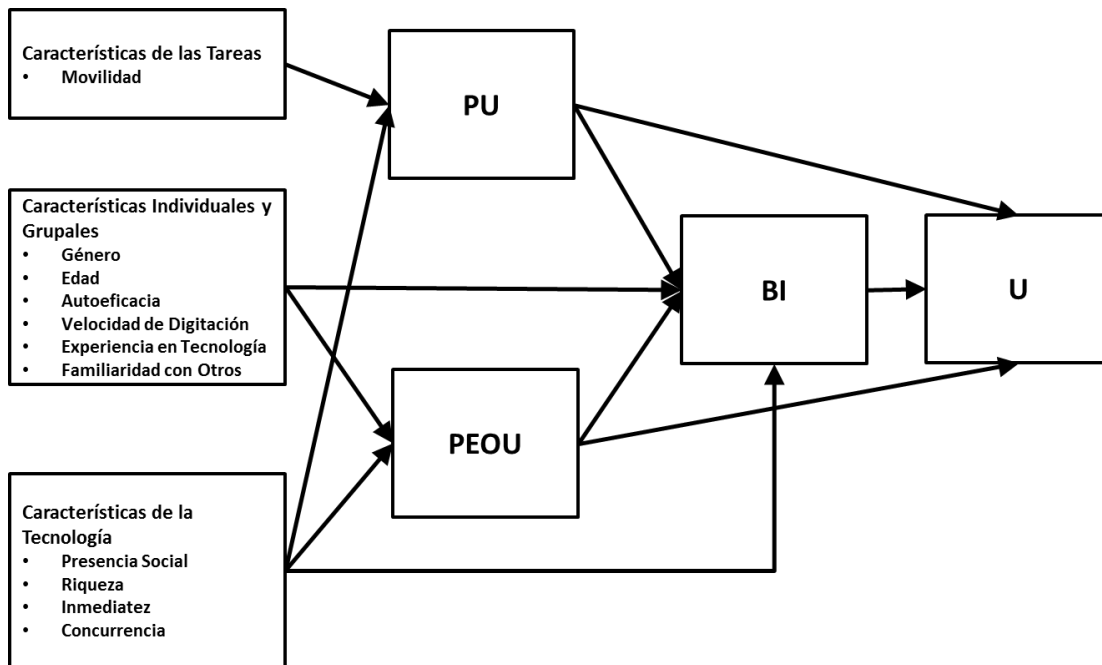 Características de las Tareas
• Movilidad
Características Individuales y
Grupales
• Género
• Edad
• Autoeficacia
• Velocidad de Digitación
• Experiencia en Tecnología
• Familiaridad con Otros
Características de la
Tecnología
• Presencia Social
• Riqueza
• Inmediatez
• Concurrencia
PU
PEOU
BI
U